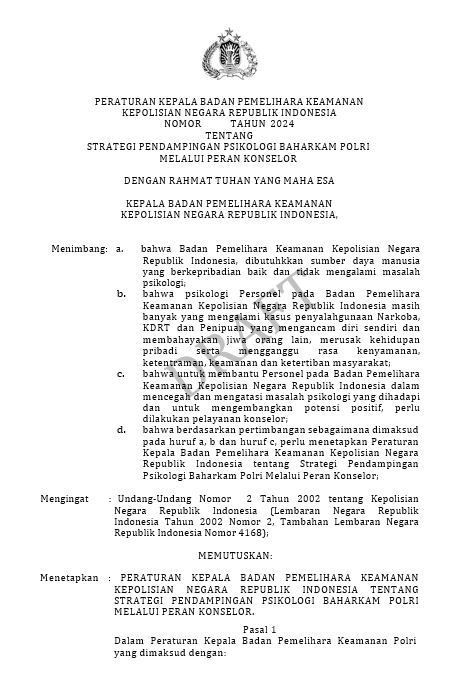 PERATURAN KEPALA BADAN PEMELIHARA KEAMANAN
KEPOLISIAN NEGARA REPUBLIK INDONESIA
NOMOR TAHUN 2024
TENTANG
STRATEGI PENDAMPINGAN PSIKOLOGI BAHARKAM POLRI
MELALUI PERAN KONSELOR
DENGAN RAHMAT TUHAN YANG MAHA ESA
KEPALA BADAN PEMELIHARA KEAMANAN
KEPOLISIAN NEGARA REPUBLIK INDONESIA,
Menimbang: a. bahwa Badan Pemelihara Keamanan Kepolisian Negara
Republik Indonesia, dibutuhkkan sumber daya manusia
yang berkepribadian baik dan tidak mengalami masalah
psikologi;
b. bahwa psikologi Personel pada Badan Pemelihara
Keamanan Kepolisian Negara Republik Indonesia masih
banyak yang mengalami kasus penyalahgunaan Narkoba,
KDRT dan Penipuan yang mengancam diri sendiri dan
membahayakan jiwa orang lain, merusak kehidupan
pribadi serta mengganggu rasa kenyamanan,
ketentraman, keamanan dan ketertiban masyarakat;
c. bahwa untuk membantu Personel pada Badan Pemelihara
Keamanan Kepolisian Negara Republik Indonesia dalam
mencegah dan mengatasi masalah psikologi yang dihadapi
dan untuk mengembangkan potensi positif, perlu
dilakukan pelayanan konselor;
d. bahwa berdasarkan pertimbangan sebagaimana dimaksud
pada huruf a, b dan huruf c, perlu menetapkan Peraturan
Kepala Badan Pemelihara Keamanan Kepolisian Negara
Republik Indonesia tentang Strategi Pendampingan
Psikologi Baharkam Polri Melalui Peran Konselor;
DRAFT
Mengingat : Undang-Undang Nomor 2 Tahun 2002 tentang Kepolisian
Negara Republik Indonesia (Lembaran Negara Republik
Indonesia Tahun 2002 Nomor 2, Tambahan Lembaran Negara
Republik Indonesia Nomor 4168);
MEMUTUSKAN:
Menetapkan : PERATURAN KEPALA BADAN PEMELIHARA KEAMANAN
KEPOLISIAN NEGARA REPUBLIK INDONESIA TENTANG
STRATEGI PENDAMPINGAN PSIKOLOGI BAHARKAM POLRI
MELALUI PERAN KONSELOR.
Pasal 1
Dalam Peraturan Kepala Badan Pemelihara Keamanan Polri
yang dimaksud dengan: